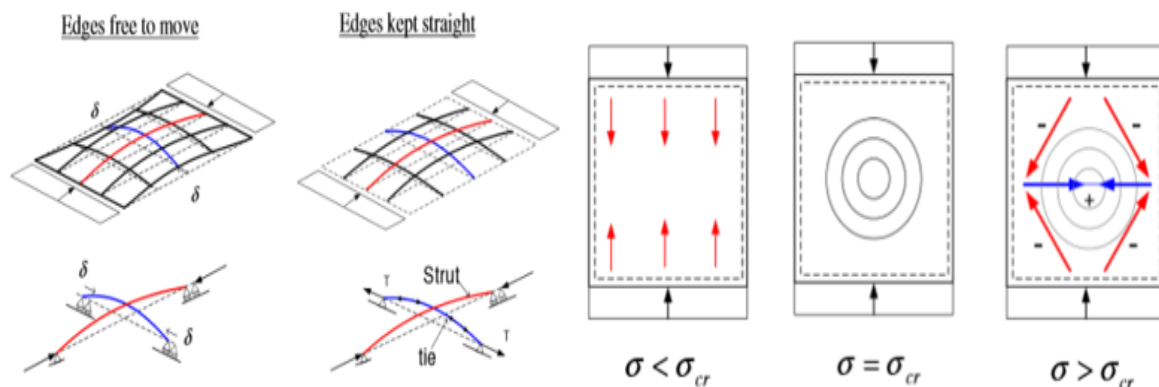 Edges free to move
Edges kept straight
δ
δ
δ
δ
T
Strut
T
tie
-
-
+
-
-
σ < σcr
σ = σcr
σ > σcr